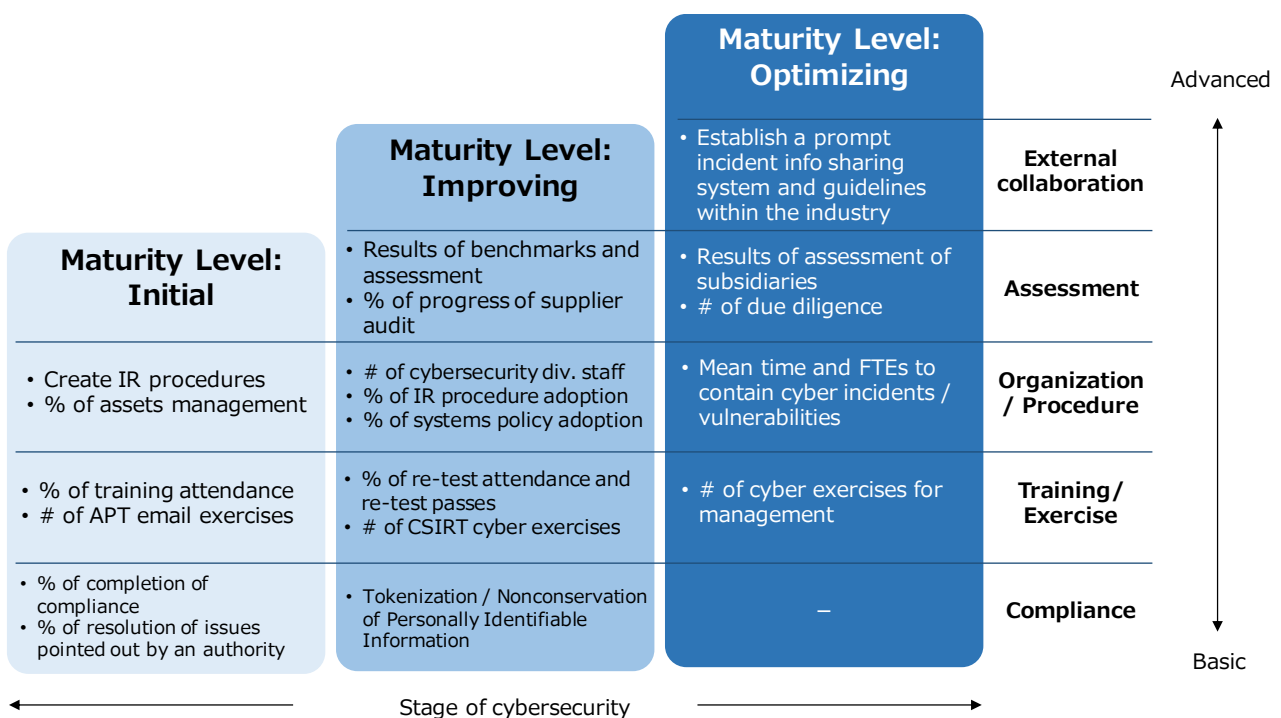 Maturity Level:
Optimizing
Advanced
• Establish a prompt
incident info sharing
system and guidelines
within the industry
External
collaboration
Maturity Level:
Improving
Maturity Level:
Initial
• Results of benchmarks and
assessment
• % of progress of supplier
audit
• Results of assessment of
subsidiaries
• # of due diligence
Assessment
• Create IR procedures
• % of assets management
• # of cybersecurity div. staff
• % of IR procedure adoption
• % of systems policy adoption
• Mean time and FTEs to
contain cyber incidents /
vulnerabilities
Organization
/ Procedure
• % of training attendance
• # of APT email exercises
• % of re-test attendance and
re-test passes
• # of CSIRT cyber exercises
• # of cyber exercises for
management
Training/
Exercise
• % of completion of
compliance
• % of resolution of issues
pointed out by an authority
• Tokenization / Nonconservation
of Personally Identifiable
Information
–
Compliance
Basic
Stage of cybersecurity